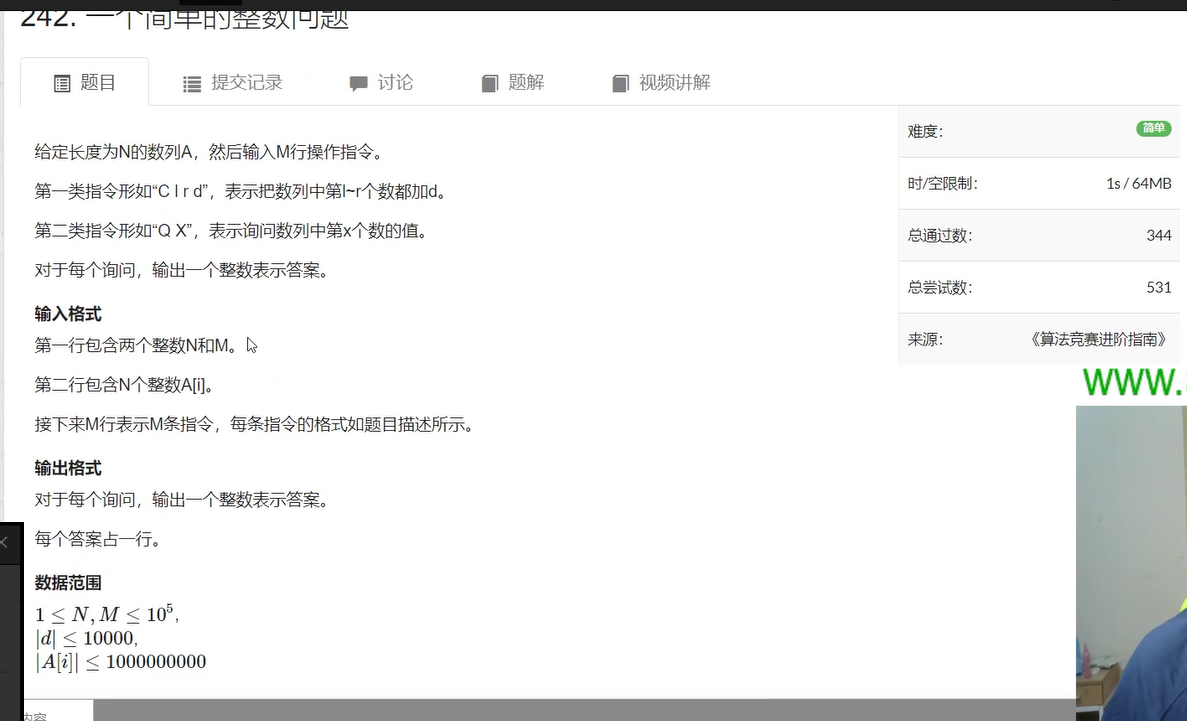 242. 一个简单的整数问题
题目 提交记录 讨论 题解 视频讲解
给定长度为N的数列A，然后输入M行操作指令。
第一类指令形如“C l r d”，表示把数列中第l~r个数都加d。
第二类指令形如“Q X”，表示询问数列中第x个数的值。
对于每个询问，输出一个整数表示答案。
输入格式
第一行包含两个整数N和M。
第二行包含N个整数A[i]。
接下来M行表示M条指令，每条指令的格式如题目描述所示。
输出格式
对于每个询问，输出一个整数表示答案。
每个答案占一行。
数据范围
1 ≤ N, M ≤ 10⁵,
|d| ≤ 10000,
|A[i]| ≤ 1000000000
难度： 简单
时/空限制： 1s / 64MB
总通过数： 344
总尝试数： 531
来源： 《算法竞赛进阶指南》
WWW.
内容